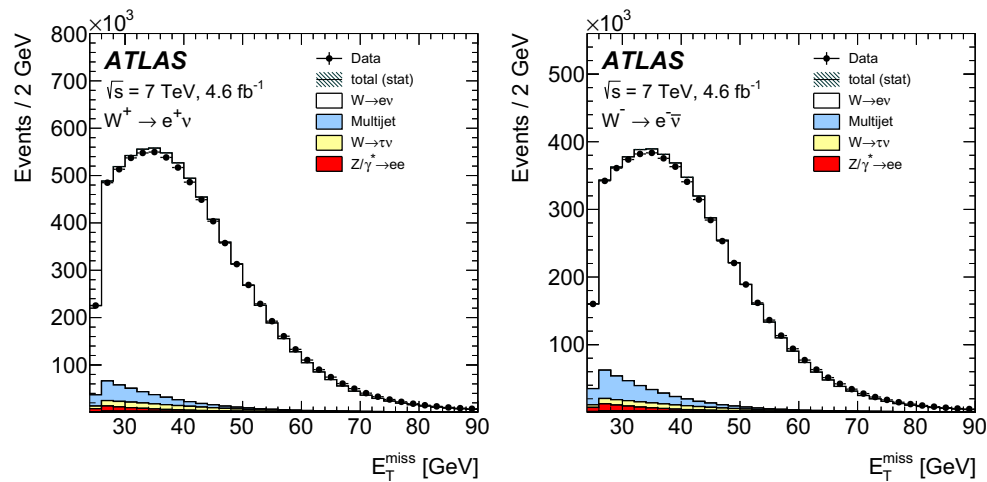 ×10³
Events / 2 GeV
800
700
600
500
400
300
200
100
ATLAS
√s = 7 TeV, 4.6 fb⁻¹
W⁺ → e⁺ν
Data
total (stat)
W→eν
Multijet
W→τν
Z/γ*→ee
30 40 50 60 70 80 90
E_T^miss [GeV]
×10³
Events / 2 GeV
500
400
300
200
100
ATLAS
√s = 7 TeV, 4.6 fb⁻¹
W⁻ → e⁻ν̄
Data
total (stat)
W→eν
Multijet
W→τν
Z/γ*→ee
30 40 50 60 70 80 90
E_T^miss [GeV]